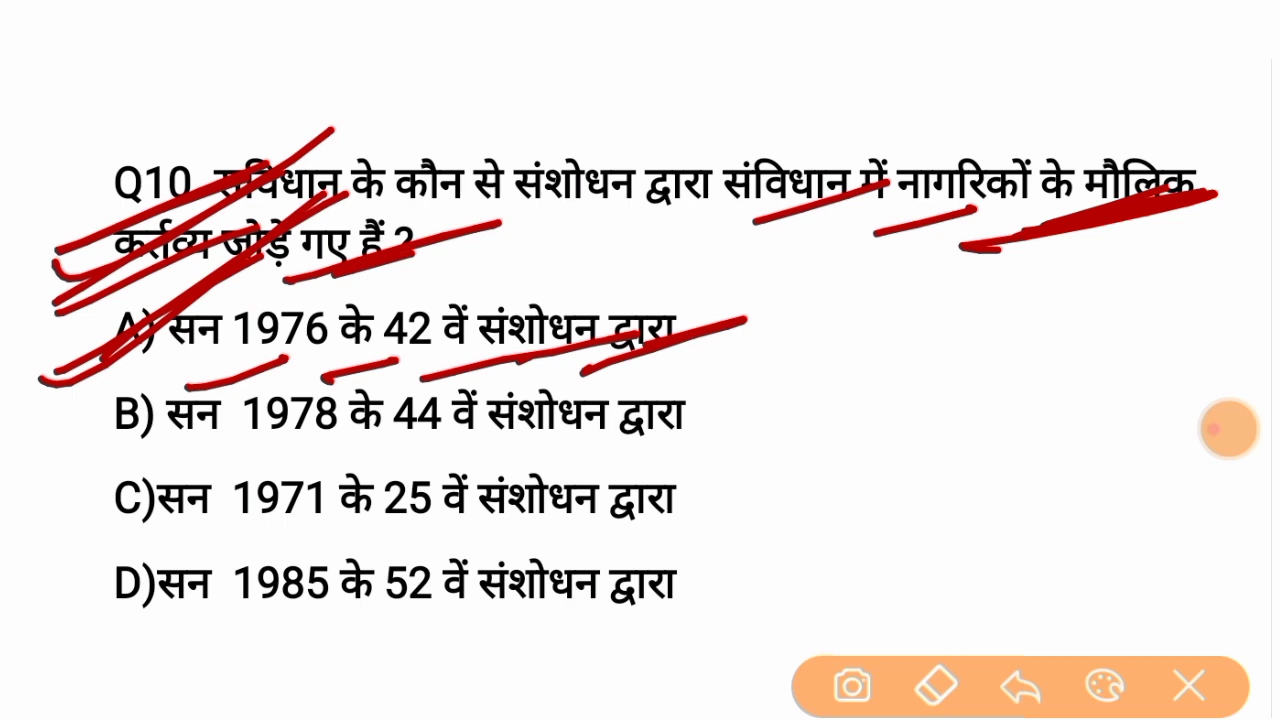 Q10 संविधान के कौन से संशोधन द्वारा संविधान में नागरिकों के मौलिक
कर्तव्य जोड़े गए हैं ?
A) सन 1976 के 42 वें संशोधन द्वारा
B) सन 1978 के 44 वें संशोधन द्वारा
C)सन 1971 के 25 वें संशोधन द्वारा
D)सन 1985 के 52 वें संशोधन द्वारा